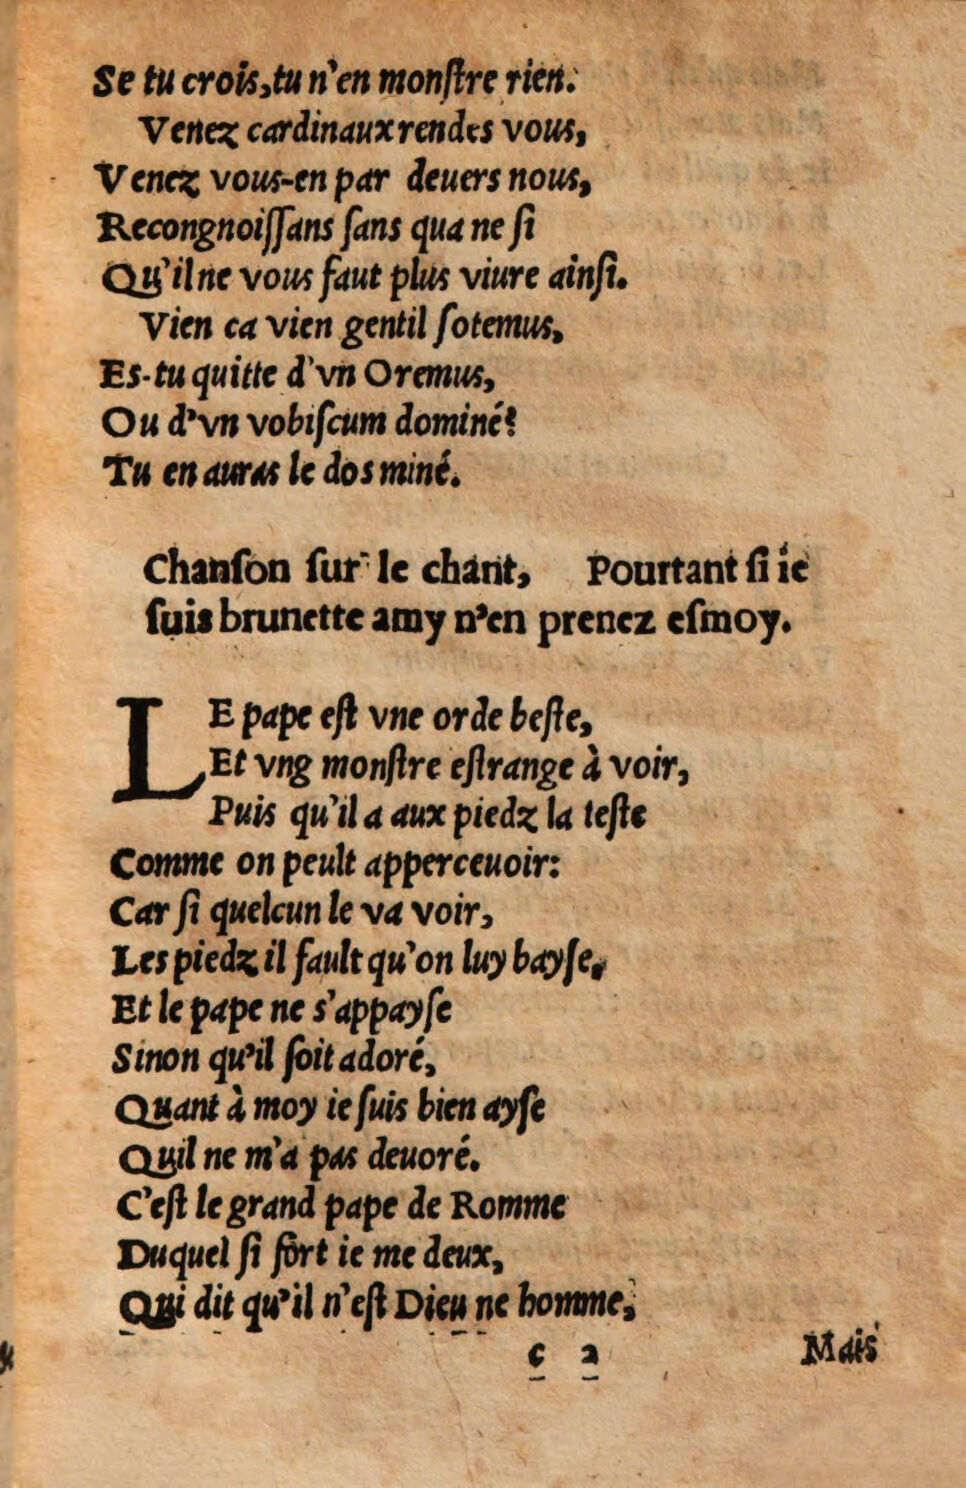 Se tu crois, tu n'en monſtre rien.
Venez cardinaux rendes vous,
Venez vous-en par deuers nous,
Recongnoiſſans ſans qua ne ſi
Qu'il ne vous faut plus viure ainſi.
Vien ca vien gentil ſotemus,
Es-tu quitte d'vn Oremus,
Ou d'vn vobiſcum dominé?
Tu en auras le dos miné.
Chanſon ſur le chant, Pourtant ſi ie
ſuis brunette amy n'en prenez eſmoy.
LE pape eſt vne orde beſte,
Et vng monſtre eſtrange à voir,
Puis qu'il a aux piedz la teſte
Comme on peult apperceuoir:
Car ſi quelcun le va voir,
Les piedz il fault qu'on luy bayſe,
Et le pape ne s'appayſe
Sinon qu'il ſoit adoré,
Quant à moy ie ſuis bien ayſe
Quil ne m'a pas deuoré.
C'eſt le grand pape de Romme
Duquel ſi fort ie me deux,
Qui dit qu'il n'eſt Dieu ne homme,
c 2 Mais